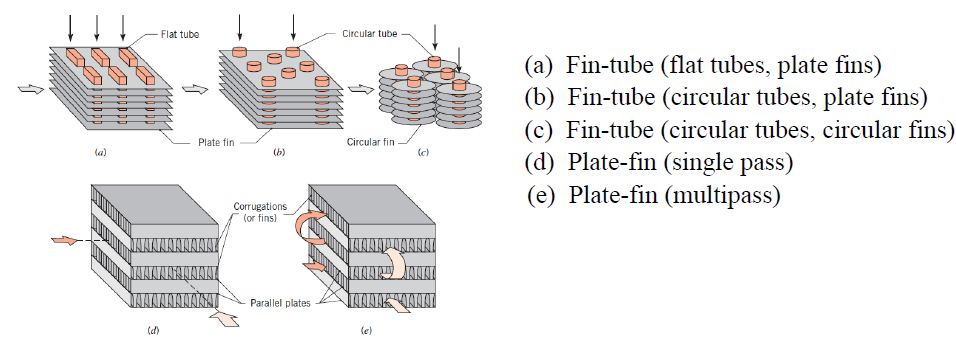 Flat tube
Circular tube
Plate fin
Circular fin
(a)
(b)
(c)
Corrugations
(or fins)
Parallel plates
(d)
(e)
(a) Fin-tube (flat tubes, plate fins)
(b) Fin-tube (circular tubes, plate fins)
(c) Fin-tube (circular tubes, circular fins)
(d) Plate-fin (single pass)
(e) Plate-fin (multipass)